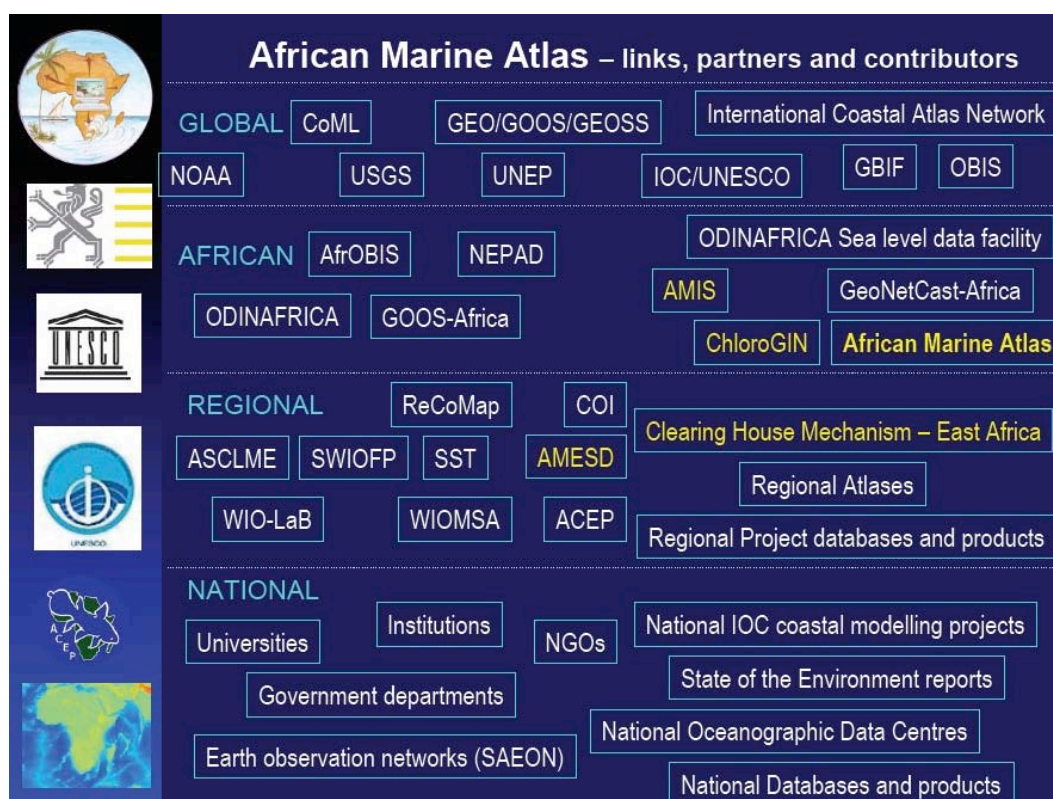 African Marine Atlas – links, partners and contributors
GLOBAL
CoML
GEO/GOOS/GEOSS
International Coastal Atlas Network
NOAA
USGS
UNEP
IOC/UNESCO
GBIF
OBIS
AFRICAN
AfrOBIS
NEPAD
ODINAFRICA Sea level data facility
AMIS
GeoNetCast-Africa
ODINAFRICA
GOOS-Africa
ChloroGIN
African Marine Atlas
UNESCO
REGIONAL
ReCoMap
COI
Clearing House Mechanism – East Africa
ASCLME
SWIOFP
SST
AMESD
Regional Atlases
WIO-LaB
WIOMSA
ACEP
Regional Project databases and products
UNESCO
NATIONAL
Universities
Institutions
NGOs
National IOC coastal modelling projects
State of the Environment reports
Government departments
National Oceanographic Data Centres
Earth observation networks (SAEON)
National Databases and products
ACEP